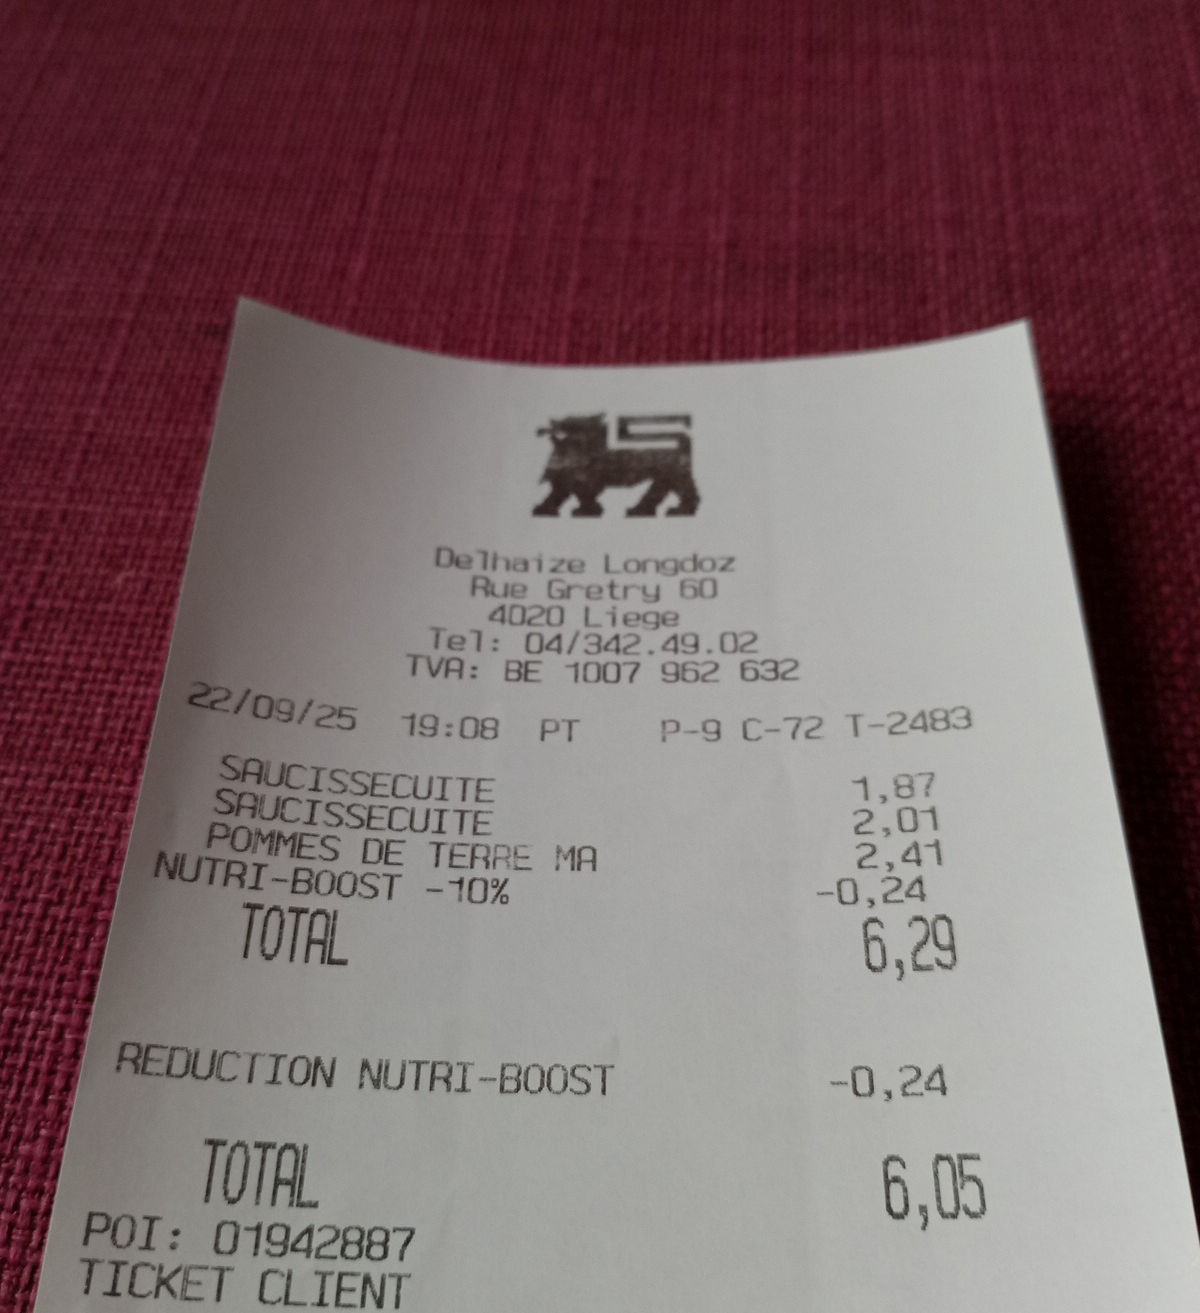 Delhaize Longdoz
Rue Gretry 60
4020 Liege
Tel: 04/342.49.02
TVA: BE 1007 962 632
22/09/25 19:08 PT P-9 C-72 T-2483
SAUCISSECUITE 1,87
SAUCISSECUITE 2,01
POMMES DE TERRE MA 2,41
NUTRI-BOOST -10% -0,24
TOTAL 6,29
REDUCTION NUTRI-BOOST -0,24
TOTAL 6,05
POI: 01942887
TICKET CLIENT